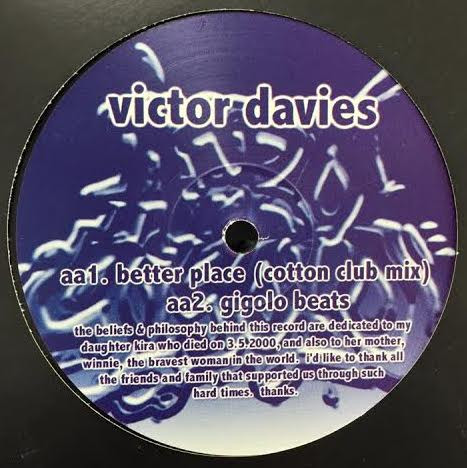 victor davies
aa1. better place (cotton club mix)
aa2. gigolo beats
the beliefs & philosophy behind this record are dedicated to my
daughter kira who died on 3.5.2000, and also to her mother,
winnie, the bravest woman in the world. i'd like to thank all
the friends and family that supported us through such
hard times. thanks.